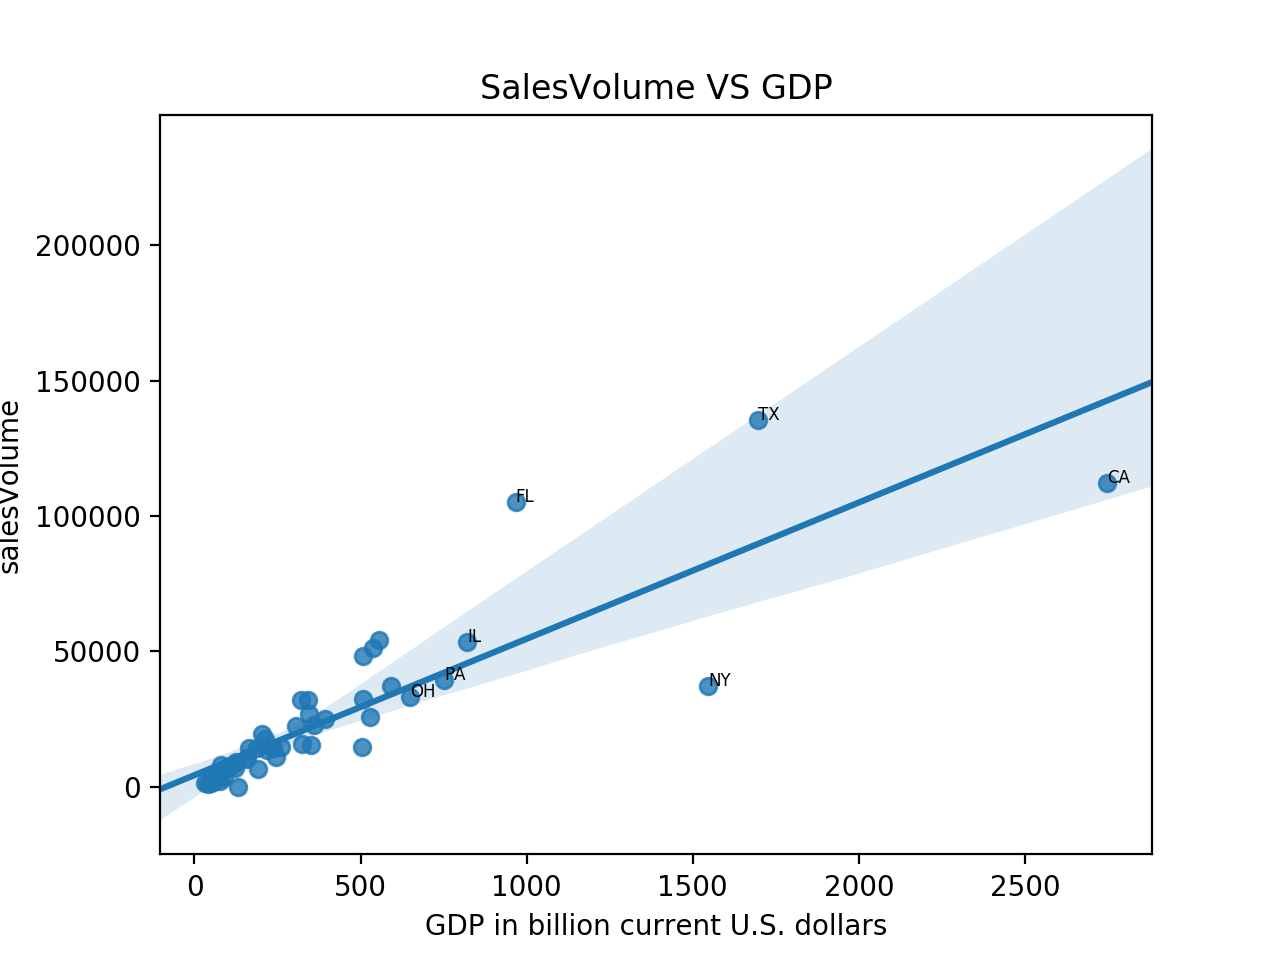 SalesVolume VS GDP
200000
150000
100000
50000
0
salesVolume
TX
CA
FL
IL
PA
NY
OH
0 500 1000 1500 2000 2500
GDP in billion current U.S. dollars